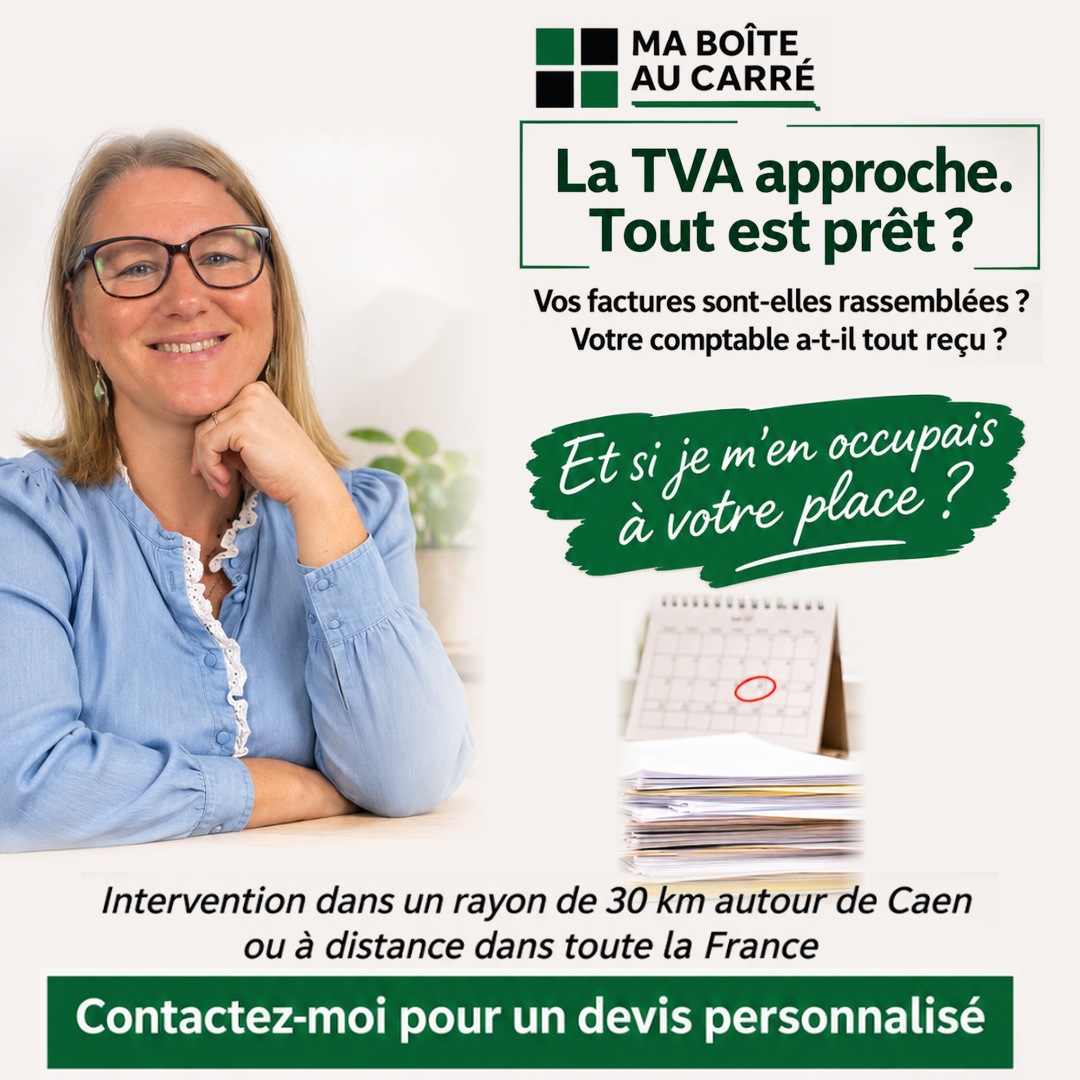 MA BOÎTE
AU CARRÉ
La TVA approche.
Tout est prêt ?
Vos factures sont-elles rassemblées ?
Votre comptable a-t-il tout reçu ?
Et si je m'en occupais
à votre place ?
Intervention dans un rayon de 30 km autour de Caen
ou à distance dans toute la France
Contactez-moi pour un devis personnalisé